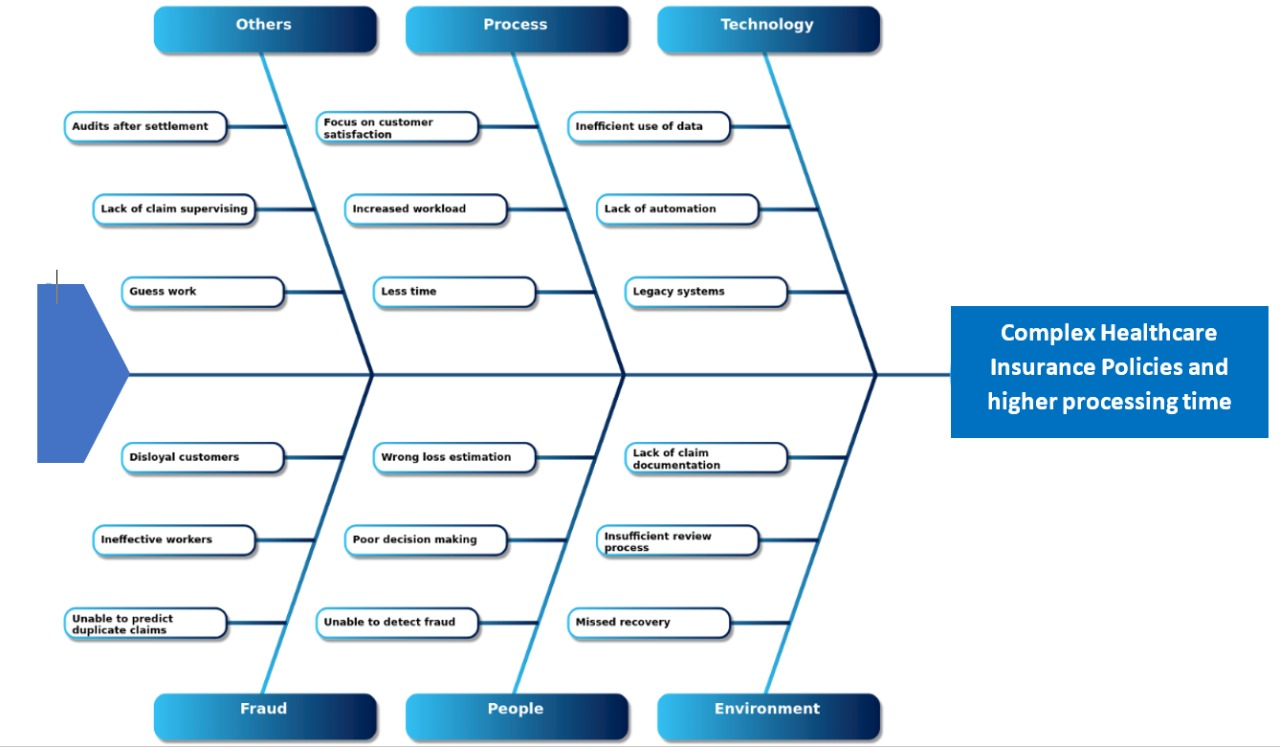 Others
Process
Technology
Audits after settlement
Focus on customer
satisfaction
Inefficient use of data
Lack of claim supervising
Increased workload
Lack of automation
Guess work
Less time
Legacy systems
Complex Healthcare
Insurance Policies and
higher processing time
Disloyal customers
Wrong loss estimation
Lack of claim
documentation
Ineffective workers
Poor decision making
Insufficient review
process
Unable to predict
duplicate claims
Unable to detect fraud
Missed recovery
Fraud
People
Environment